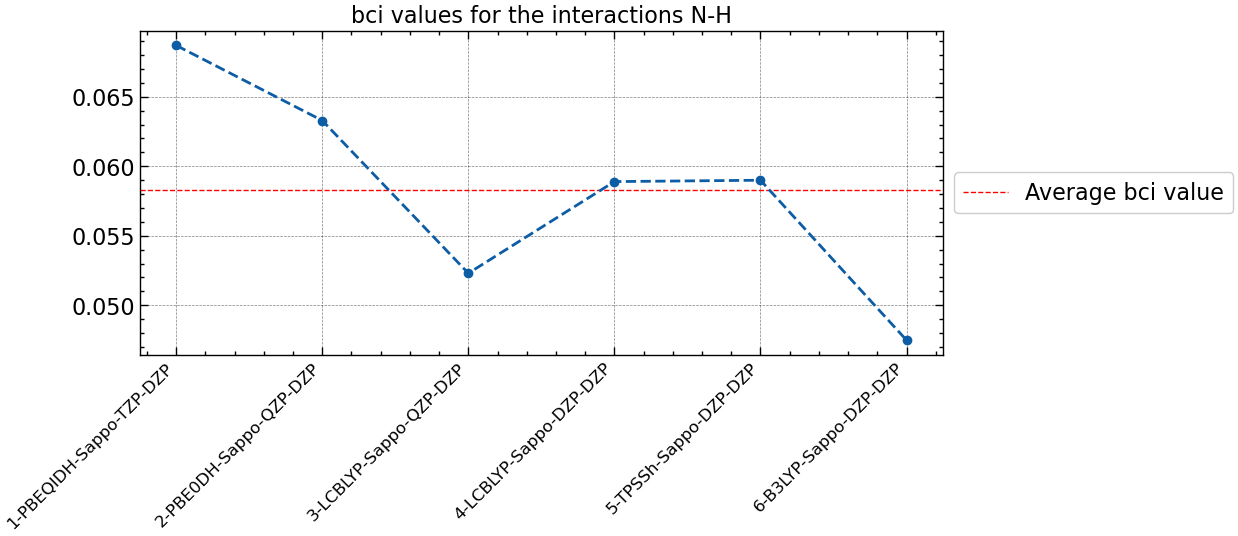 bci values for the interactions N-H
0.065
0.060
0.055
0.050
Average bci value
1-PBEQIDH-Sappo-TZP-DZP
2-PBE0DH-Sappo-QZP-DZP
3-LCBLYP-Sappo-QZP-DZP
4-LCBLYP-Sappo-DZP-DZP
5-TPSSh-Sappo-DZP-DZP
6-B3LYP-Sappo-DZP-DZP